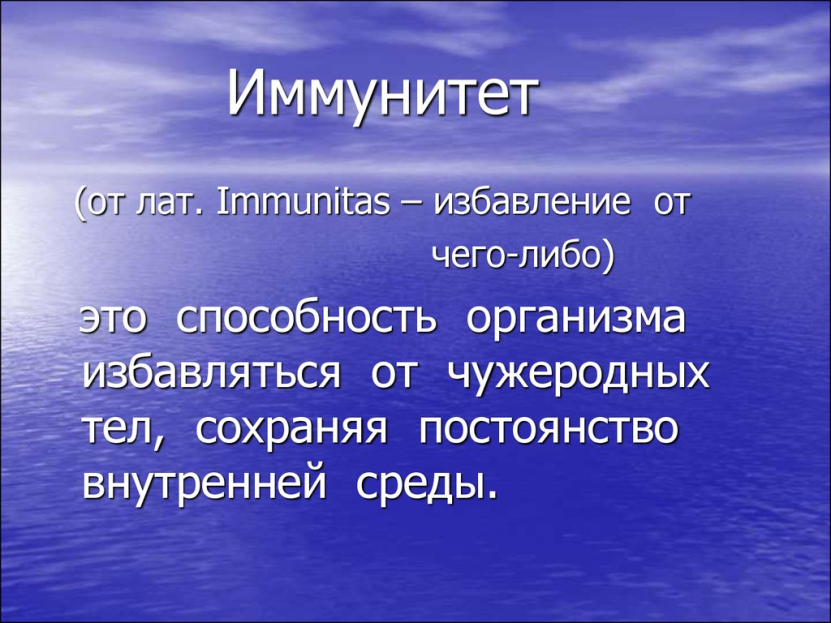 Иммунитет
(от лат. Immunitas – избавление от
чего-либо)
это способность организма
избавляться от чужеродных
тел, сохраняя постоянство
внутренней среды.